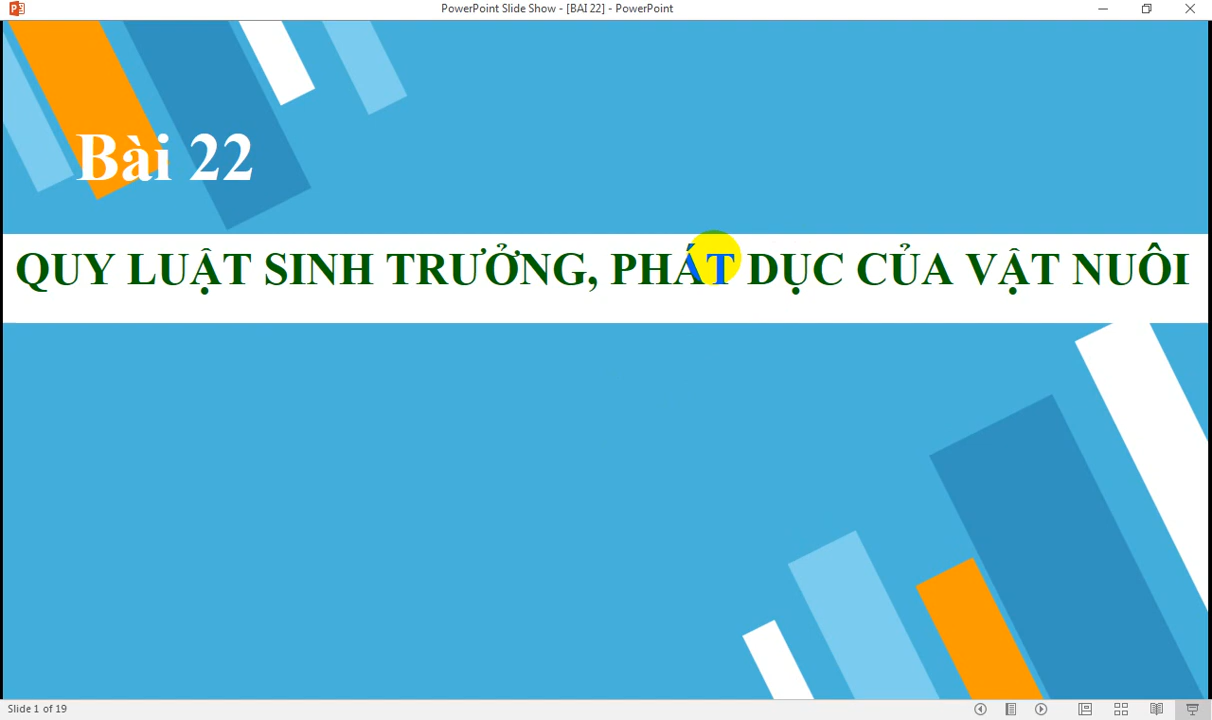 PowerPoint Slide Show - [BAI 22] - PowerPoint
Bài 22
QUY LUẬT SINH TRƯỞNG, PHÁT DỤC CỦA VẬT NUÔI
Slide 1 of 19